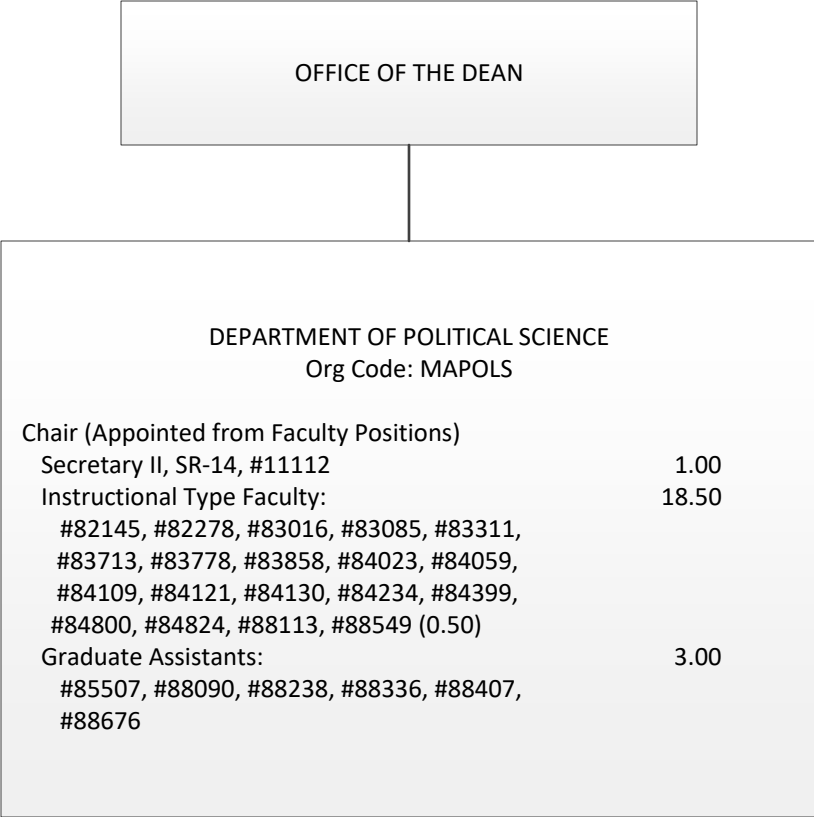 OFFICE OF THE DEAN
DEPARTMENT OF POLITICAL SCIENCE
Org Code: MAPOLS
Chair (Appointed from Faculty Positions)
Secretary II, SR-14, #11112 1.00
Instructional Type Faculty: 18.50
#82145, #82278, #83016, #83085, #83311,
#83713, #83778, #83858, #84023, #84059,
#84109, #84121, #84130, #84234, #84399,
#84800, #84824, #88113, #88549 (0.50)
Graduate Assistants: 3.00
#85507, #88090, #88238, #88336, #88407,
#88676